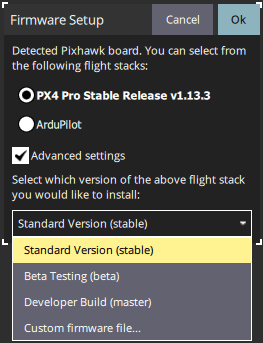 Firmware Setup
Cancel
Ok
Detected Pixhawk board. You can select from
the following flight stacks:
PX4 Pro Stable Release v1.13.3
ArduPilot
Advanced settings
Select which version of the above flight stack
you would like to install:
Standard Version (stable)
Standard Version (stable)
Beta Testing (beta)
Developer Build (master)
Custom firmware file...